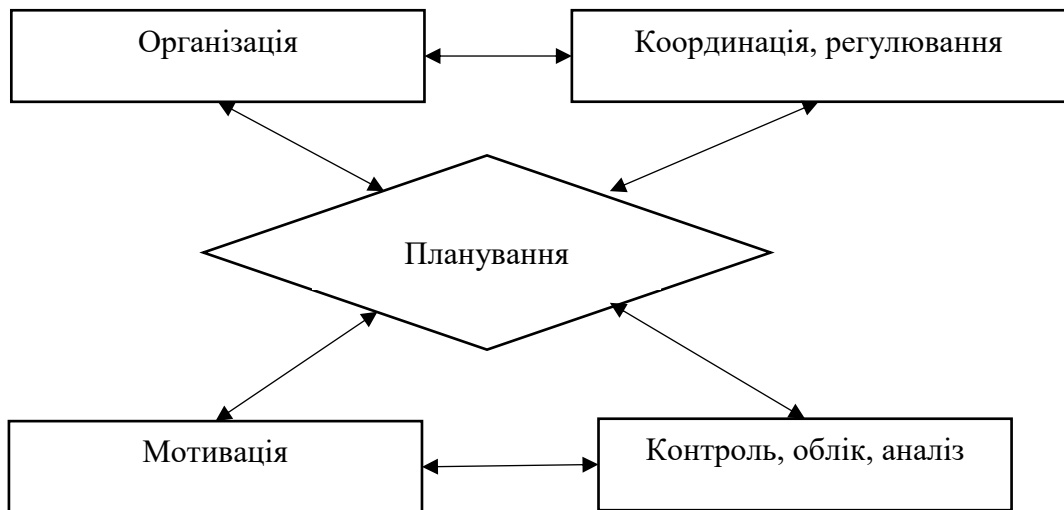 Організація
Координація, регулювання
Планування
Мотивація
Контроль, облік, аналіз